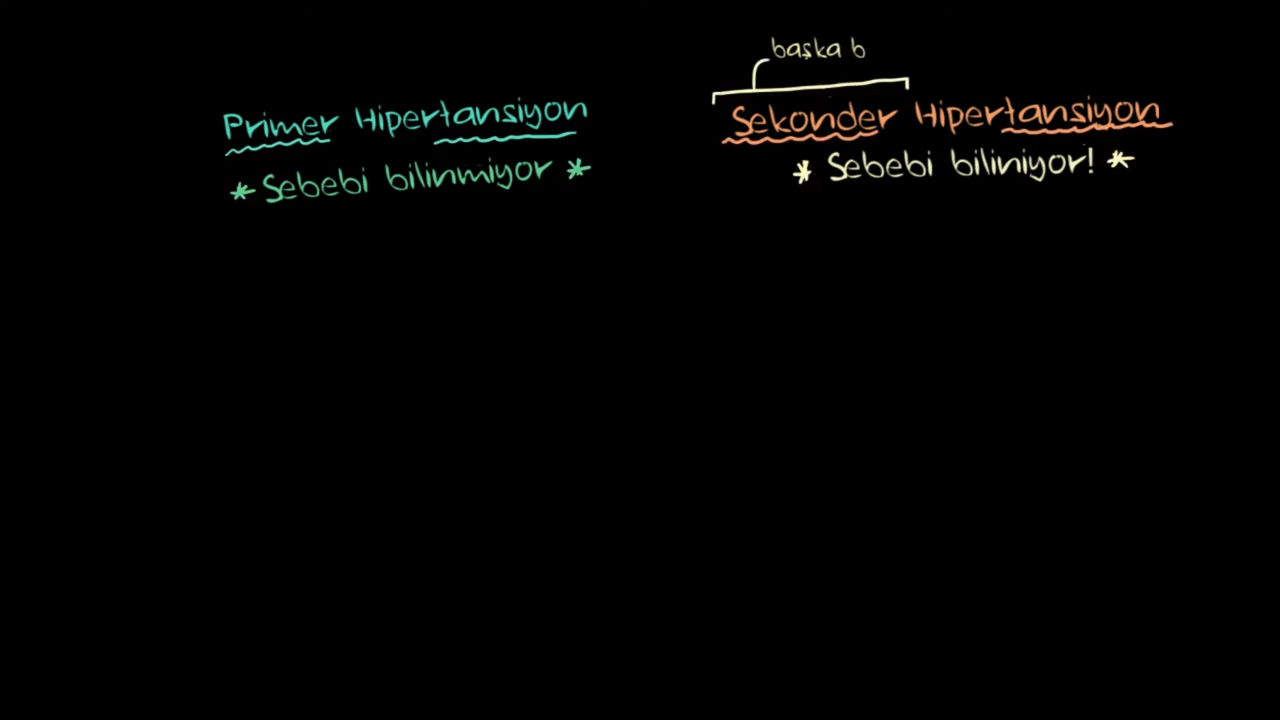 başka b
Primer Hipertansiyon
Sekonder Hipertansiyon
* Sebebi bilinmiyor *
* Sebebi biliniyor! *